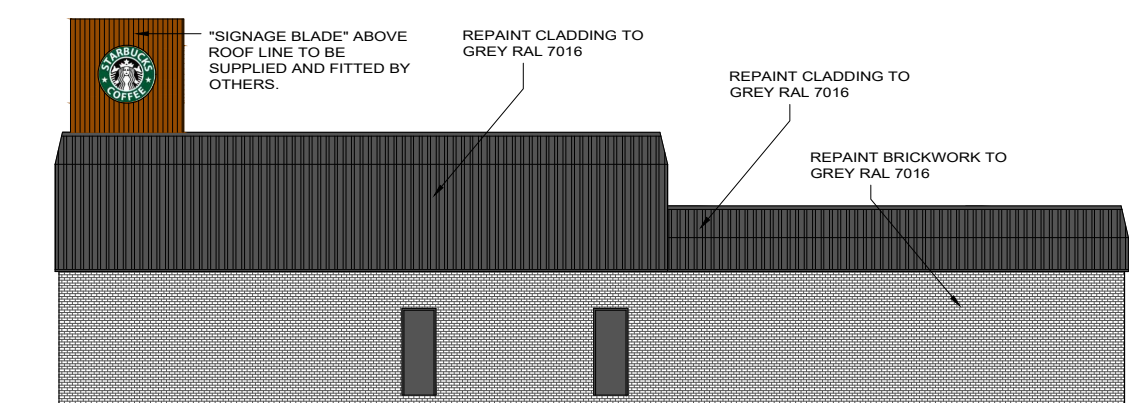 STARBUCKS
COFFEE
"SIGNAGE BLADE" ABOVE
ROOF LINE TO BE
SUPPLIED AND FITTED BY
OTHERS.
REPAINT CLADDING TO
GREY RAL 7016
REPAINT CLADDING TO
GREY RAL 7016
REPAINT BRICKWORK TO
GREY RAL 7016